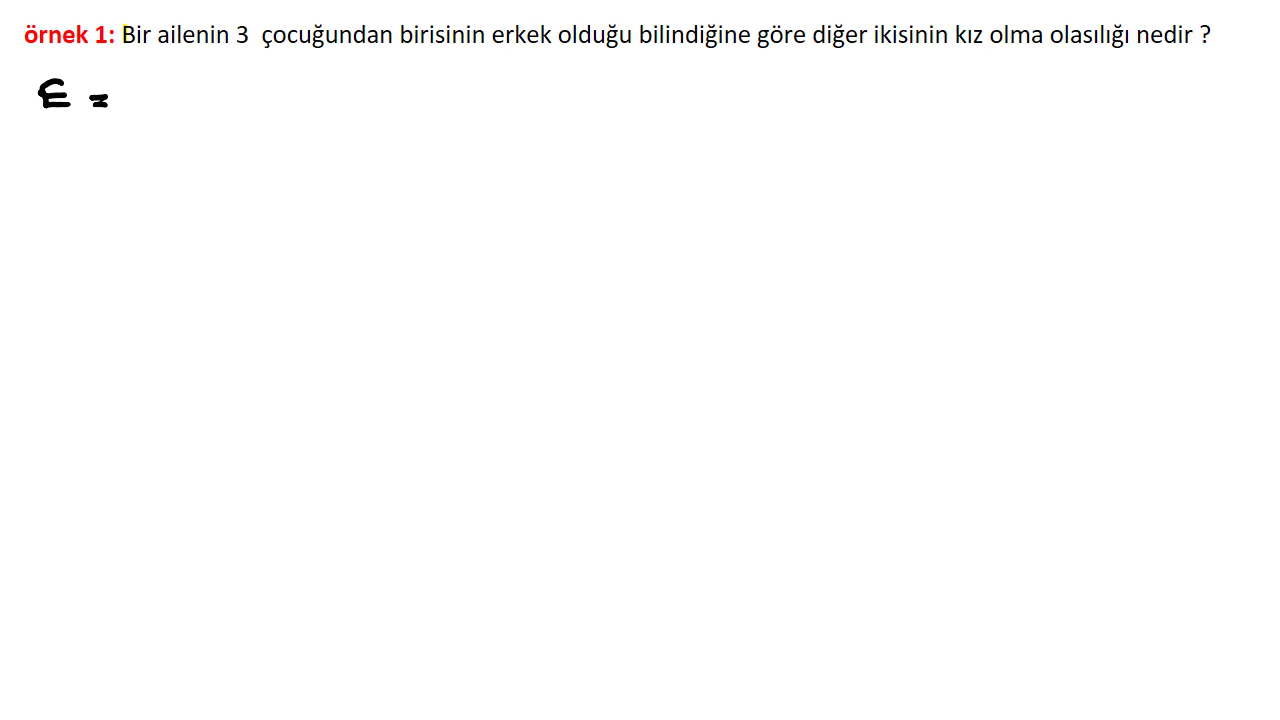 örnek 1: Bir ailenin 3 çocuğundan birisinin erkek olduğu bilindiğine göre diğer ikisinin kız olma olasılığı nedir ?
E =